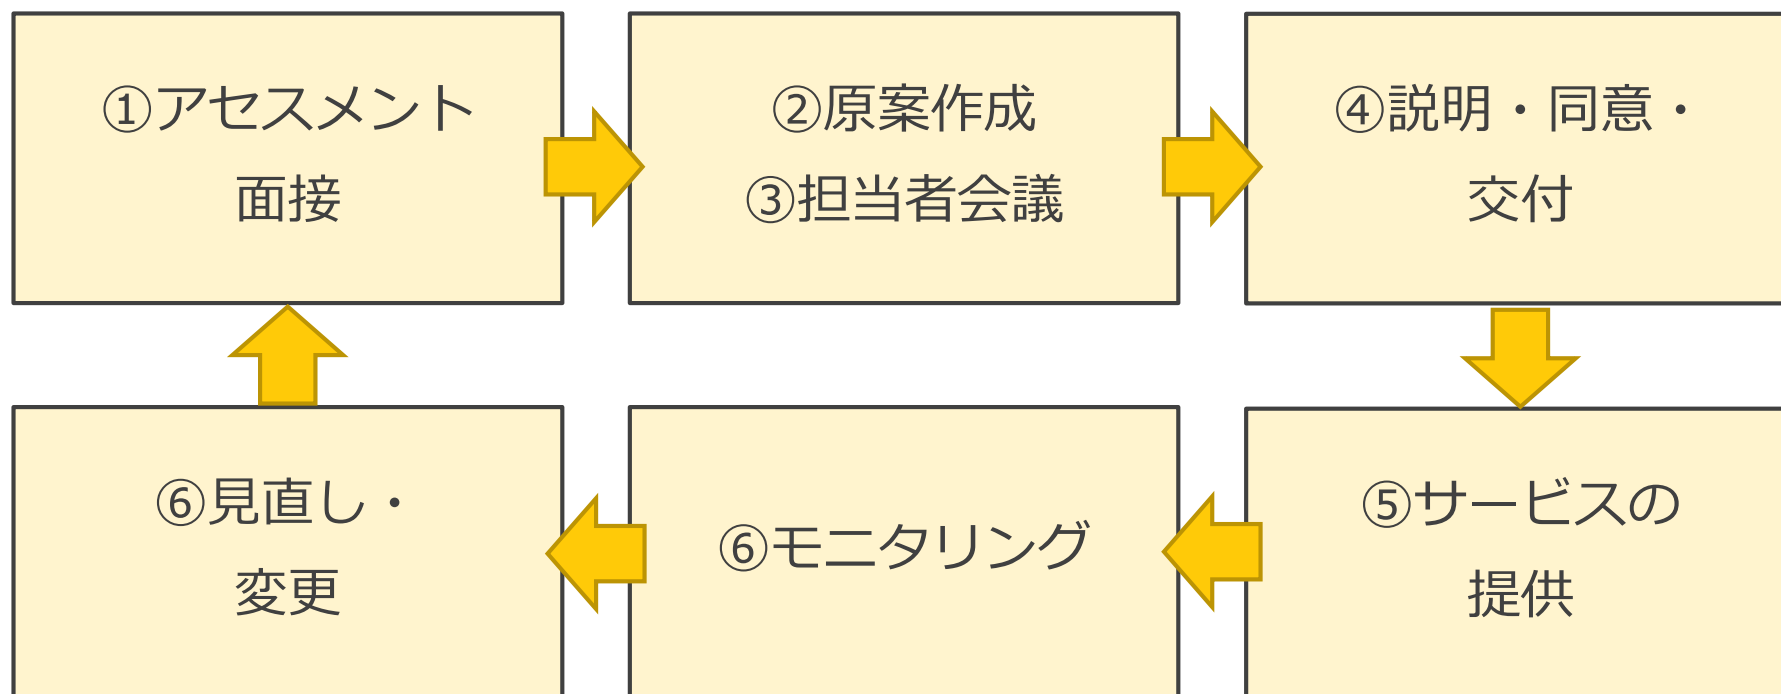 ①アセスメント
面接
②原案作成
③担当者会議
④説明・同意・
交付
⑥見直し・
変更
⑥モニタリング
⑤サービスの
提供